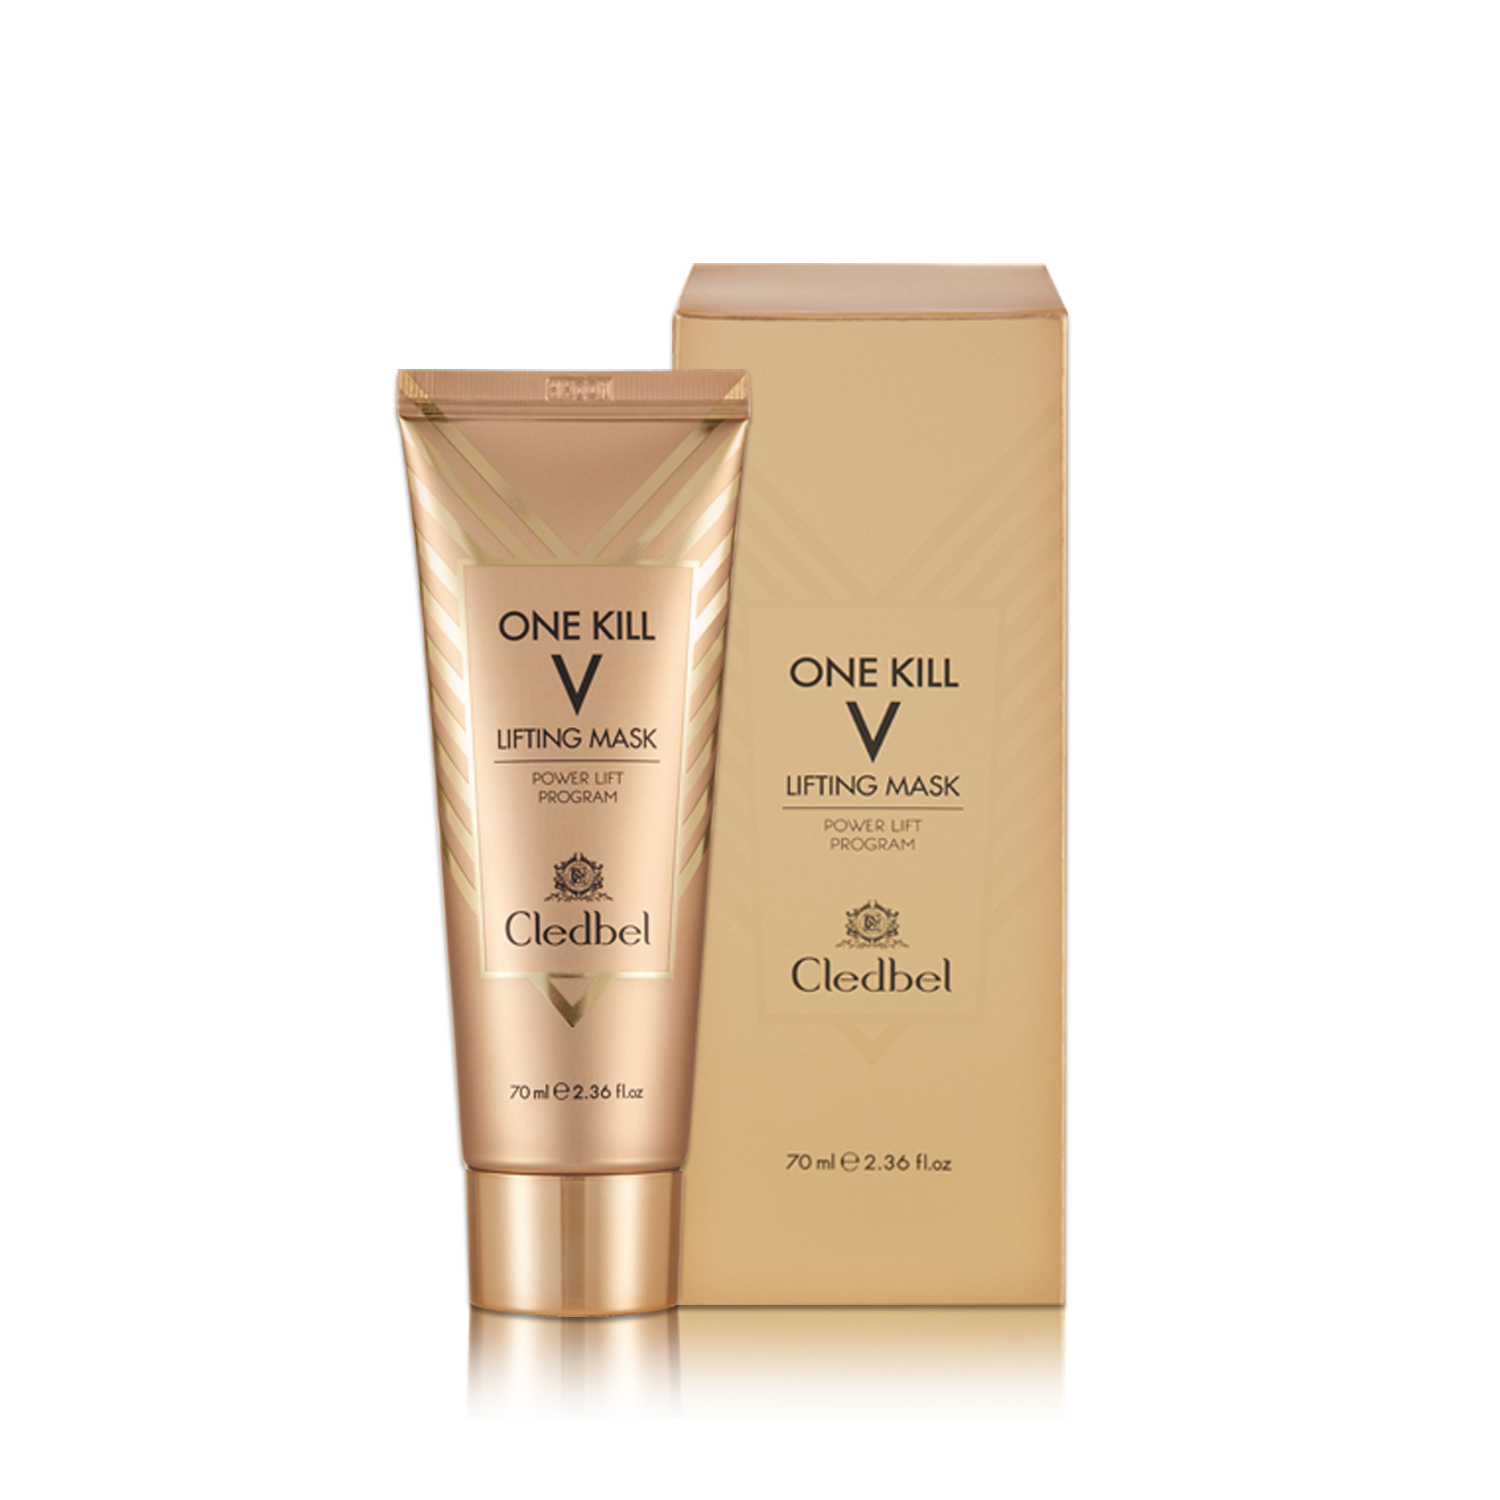 ONE KILL
V
LIFTING MASK
POWER LIFT
PROGRAM
Cledbel
70 ml ℮ 2.36 fl.oz
ONE KILL
V
LIFTING MASK
POWER LIFT
PROGRAM
Cledbel
70 ml ℮ 2.36 fl.oz